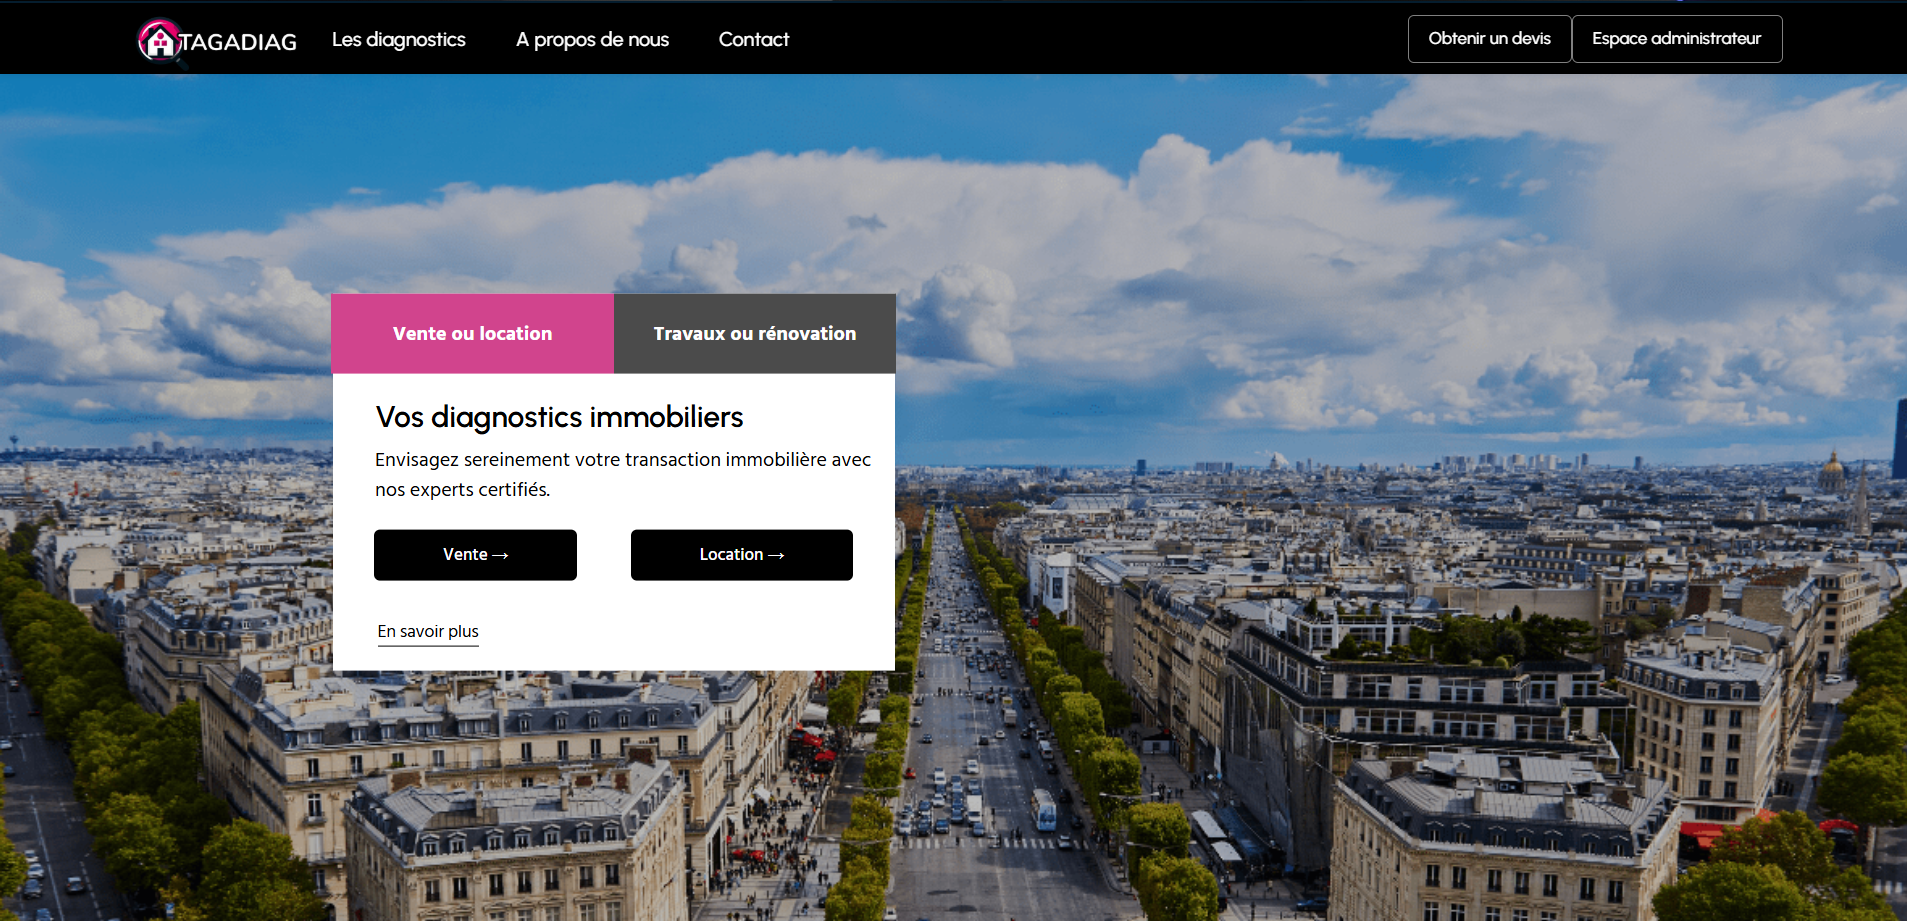 TAGADIAG
Les diagnostics
A propos de nous
Contact
Obtenir un devis
Espace administrateur
Vente ou location
Travaux ou rénovation
Vos diagnostics immobiliers
Envisagez sereinement votre transaction immobilière avec
nos experts certifiés.
Vente →
Location →
En savoir plus